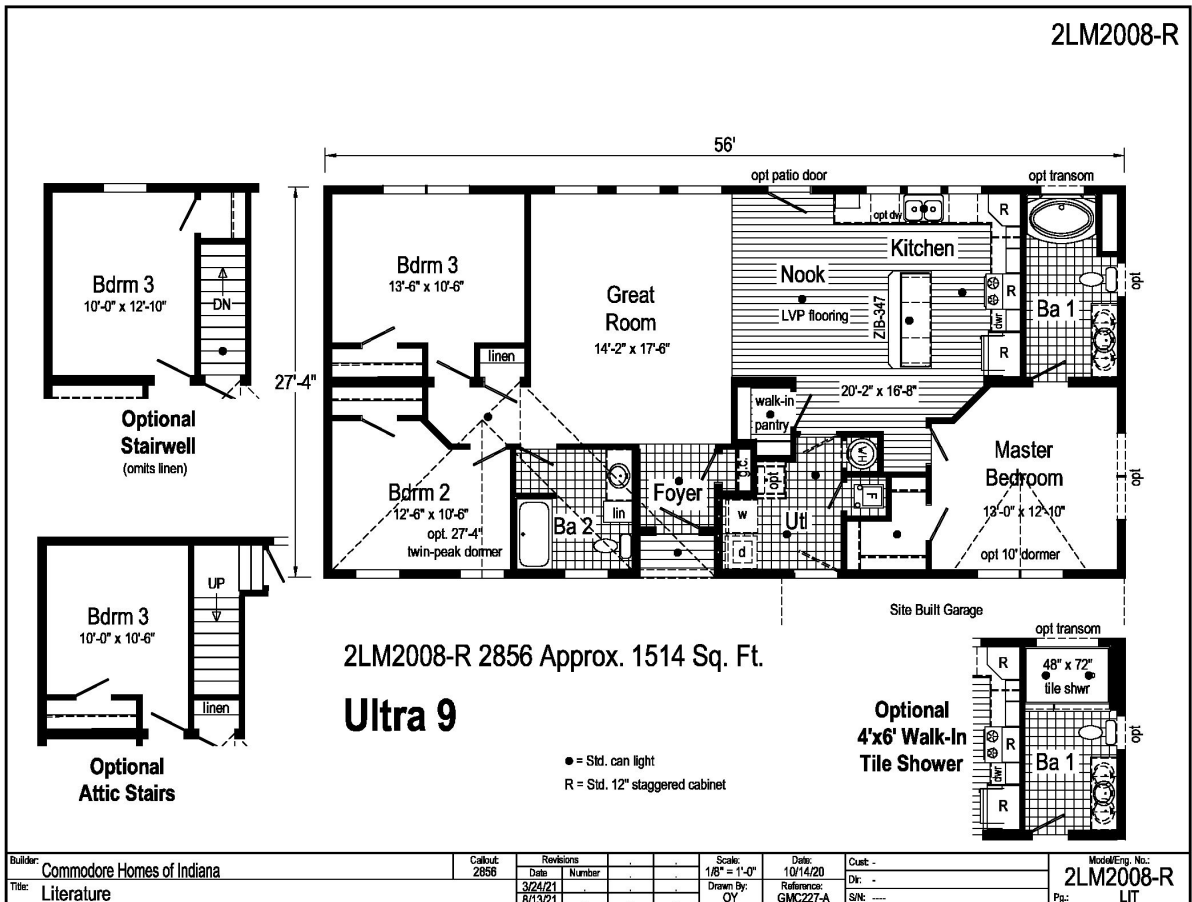 2LM2008-R
56'
opt patio door
opt transom
27'-4"
Bdrm 3
10'-0" x 12'-10"
DN
Optional
Stairwell
(omits linen)
Bdrm 3
13'-6" x 10'-6"
linen
Great
Room
14'-2" x 17'-6"
Nook
LVP flooring
Kitchen
opt dw
ZIB-347
20'-2" x 16'-8"
R
R
dwr
R
Ba 1
opt
walk-in
pantry
Master
Bedroom
13'-0" x 12'-10"
opt 10' dormer
opt
Bdrm 2
12'-6" x 10'-6"
opt. 27'-4"
twin-peak dormer
Ba 2
lin
Foyer
g.c.
opt
w
d
Utl
WH
F
Bdrm 3
10'-0" x 10'-6"
UP
linen
Optional
Attic Stairs
Site Built Garage
2LM2008-R 2856 Approx. 1514 Sq. Ft.
Ultra 9
● = Std. can light
R = Std. 12" staggered cabinet
Optional
4'x6' Walk-In
Tile Shower
opt transom
48" x 72"
tile shwr
R
R
dwr
R
Ba 1
opt
Builder: Commodore Homes of Indiana
Title: Literature
Callout: 2856
Revisions
Date Number
3/24/21
8/13/21
Scale: 1/8" = 1'-0"
Drawn By: OY
Date: 10/14/20
Reference: GMC227-A
Cust: -
Dlr: -
S/N: ----
Model/Eng. No.:
2LM2008-R
Pg.: LIT